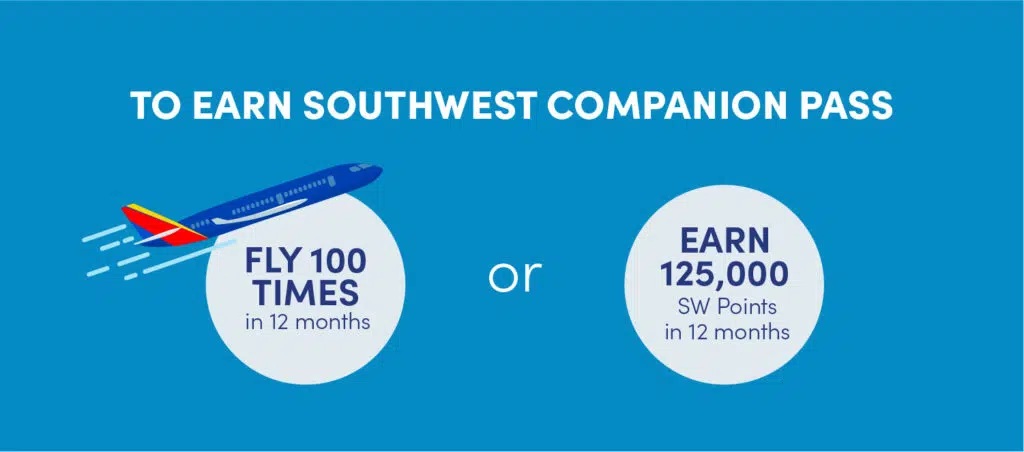 TO EARN SOUTHWEST COMPANION PASS
FLY 100
TIMES
in 12 months
or
EARN
125,000
SW Points
in 12 months